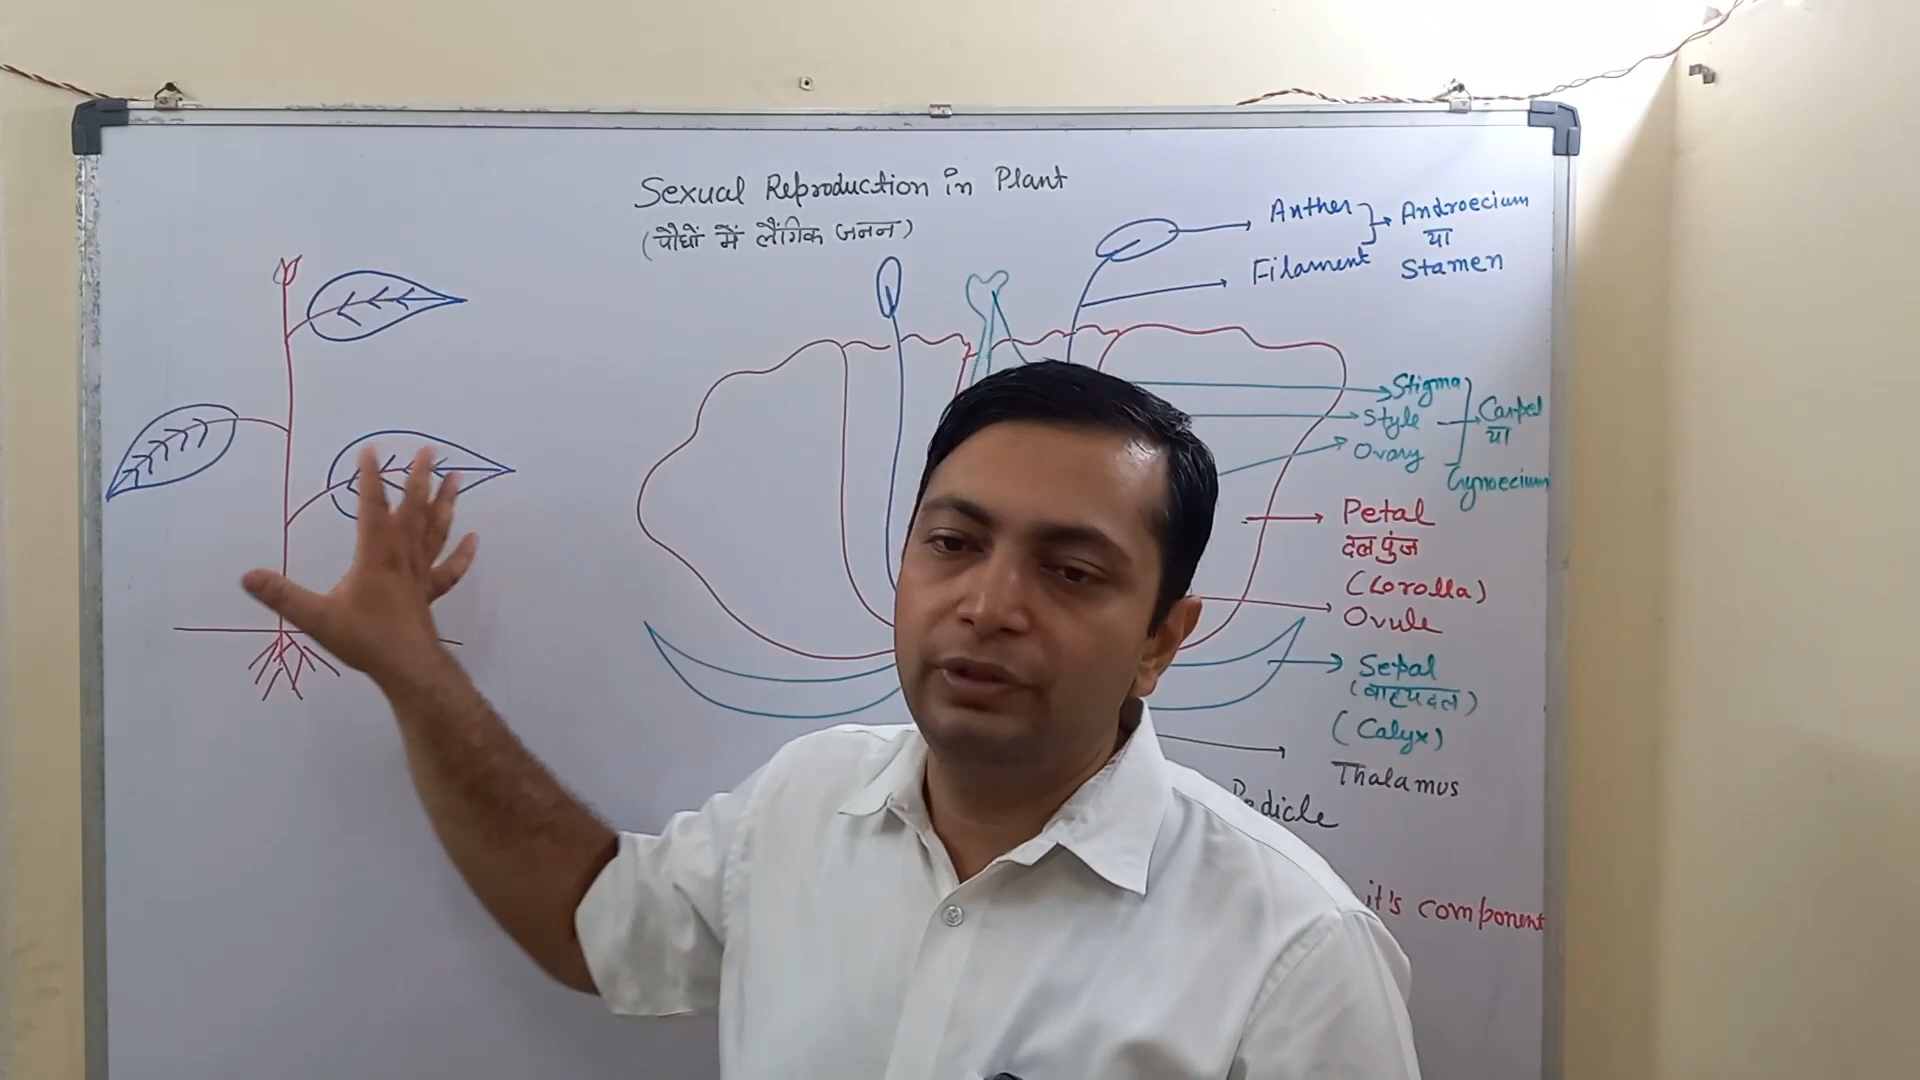 Sexual Reproduction in Plant
(पौधों में लैंगिक जनन)
Anther
Filament
Androecium
या
Stamen
Stigma
Style
Ovary
Carpel
या
Gynoecium
Petal
दलपुंज
(Corolla)
Ovule
Sepal
(बाह्यदल)
(Calyx)
Thalamus
Pedicle
it's component